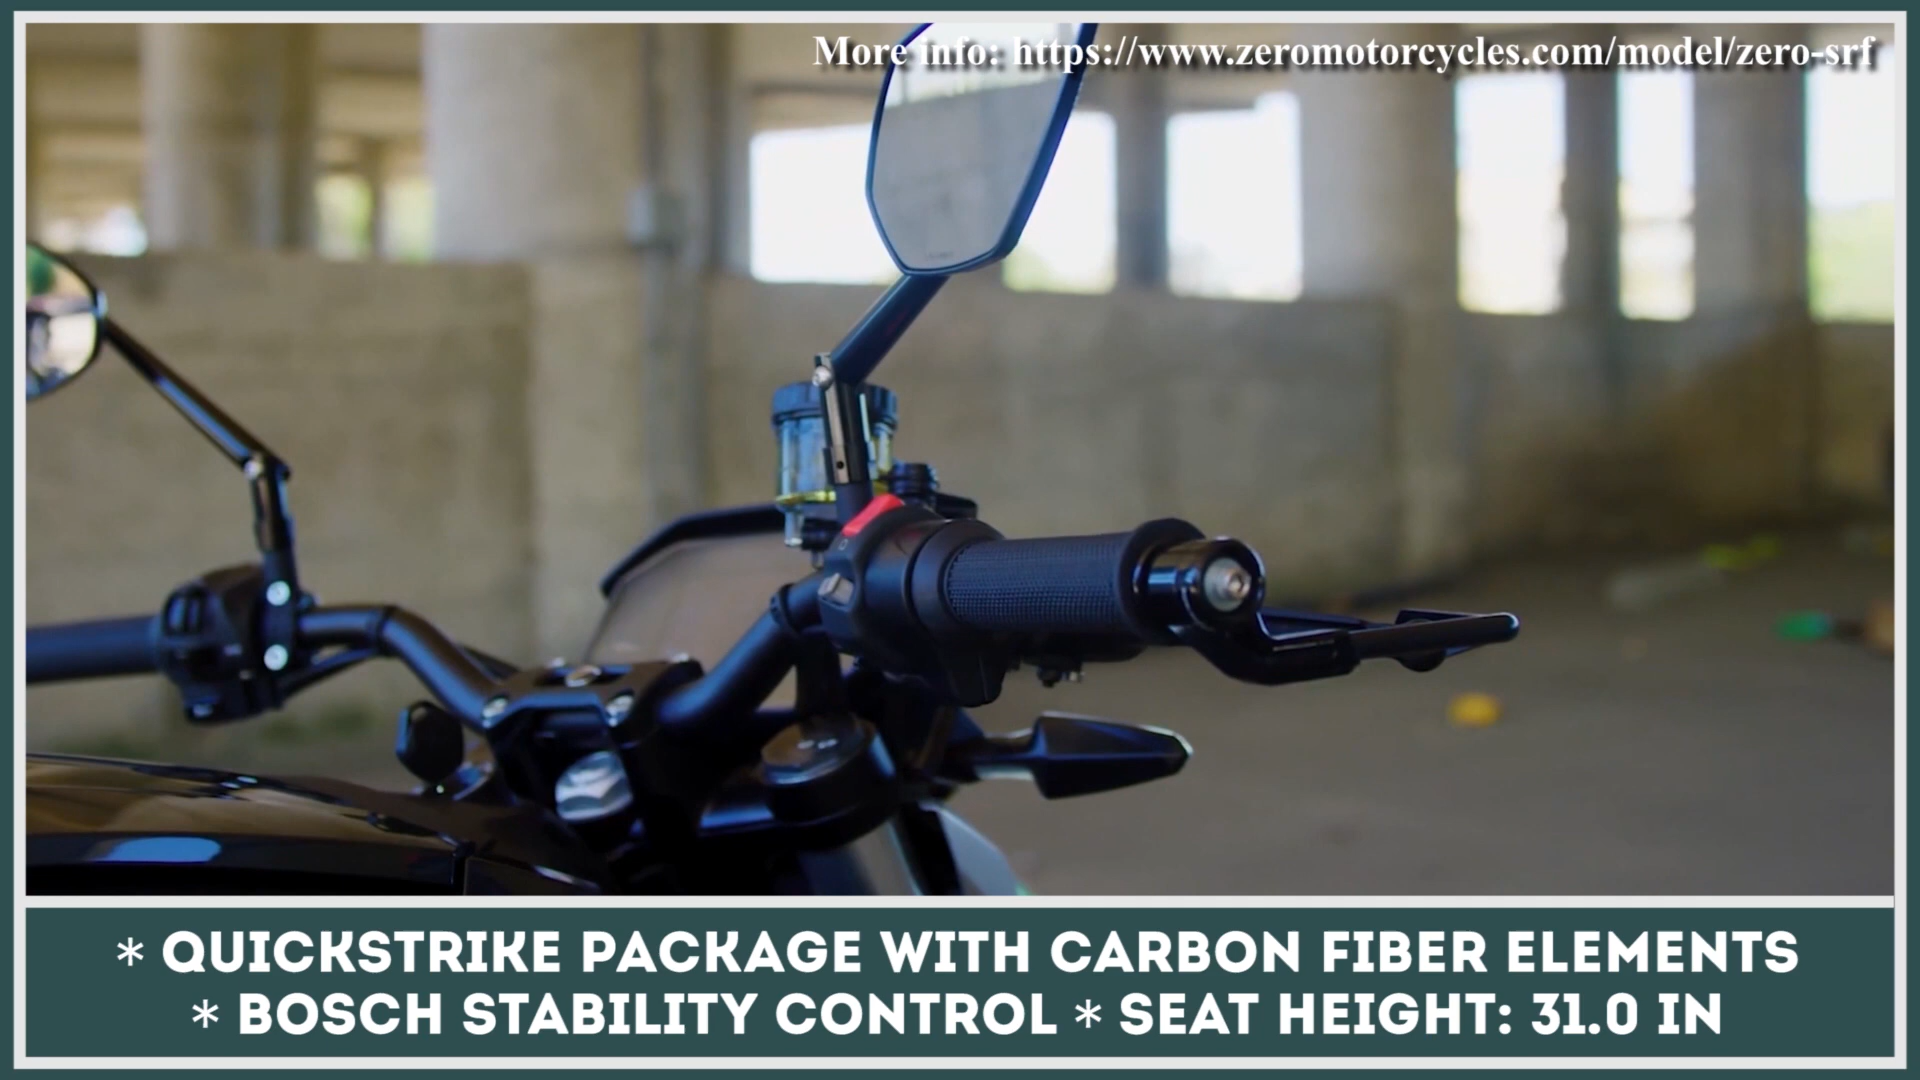 More info: https://www.zeromotorcycles.com/model/zero-srf
* QUICKSTRIKE PACKAGE WITH CARBON FIBER ELEMENTS
* BOSCH STABILITY CONTROL * SEAT HEIGHT: 31.0 IN